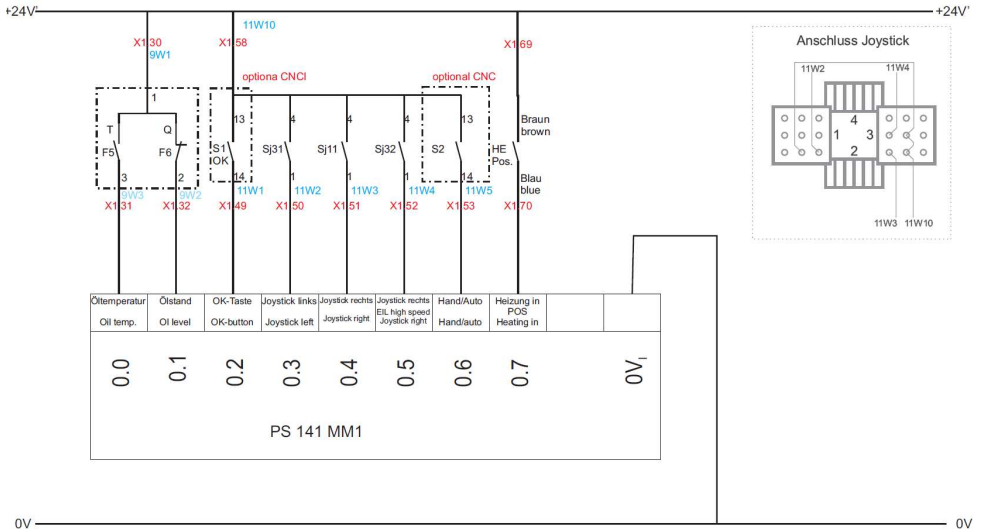 +24V'
+24V'
11W10
X1.30
X1.58
X1.69
9W1
Anschluss Joystick
optiona CNCI
optional CNC
11W2
11W4
1
13
4
4
4
13
Braun
brown
4
1
3
2
T
Q
F5
F6
S1
OK
Sj31
Sj11
Sj32
S2
HE
Pos.
3
2
14
1
1
1
14
Blau
blue
9W3
9W2
11W1
11W2
11W3
11W4
11W5
X1.31
X1.32
X1.49
X1.50
X1.51
X1.52
X1.53
X1.70
11W3
11W10
Öltemperatur
Oil temp.
Ölstand
OI level
OK-Taste
OK-button
Joystick links
Joystick left
Joystick rechts
Joystick right
Joystick rechts
EIL high speed
Joystick right
Hand/Auto
Hand/auto
Heizung in
POS
Heating in
0.0
0.1
0.2
0.3
0.4
0.5
0.6
0.7
0VI
PS 141 MM1
0V
0V